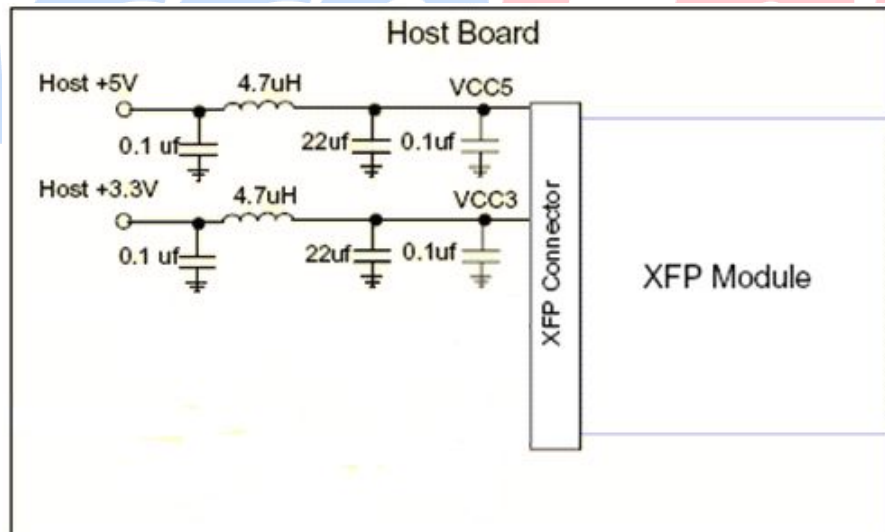 Host Board
Host +5V
4.7uH
VCC5
0.1 uf
22uf
0.1uf
Host +3.3V
4.7uH
VCC3
0.1 uf
22uf
0.1uf
XFP Connector
XFP Module